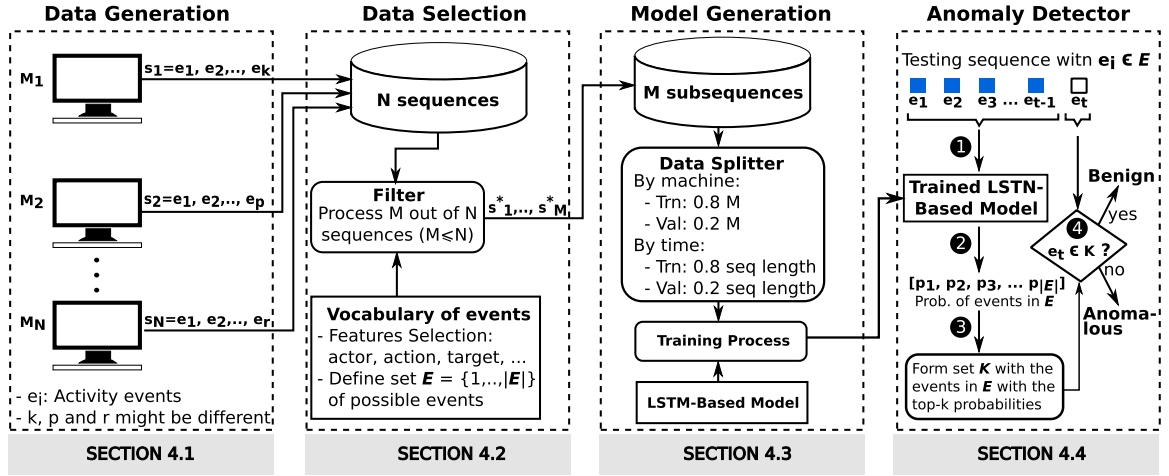 Data Generation
M1
s1=e1, e2,.., ek
M2
s2=e1, e2,.., ep
MN
sN=e1, e2,.., er
- ei: Activity events
- k, p and r might be different
SECTION 4.1
Data Selection
N sequences
Filter
Process M out of N
sequences (M⩽N)
s*1,.., s*M
Vocabulary of events
- Features Selection:
actor, action, target, ...
- Define set E = {1,..,|E|}
of possible events
SECTION 4.2
Model Generation
M subsequences
Data Splitter
By machine:
- Trn: 0.8 M
- Val: 0.2 M
By time:
- Trn: 0.8 seq length
- Val: 0.2 seq length
Training Process
LSTM-Based Model
SECTION 4.3
Anomaly Detector
Testing sequence with ei ϵ E
e1 e2 e3 ... et-1 et
1
Trained LSTN-
Based Model
2
[p1, p2, p3, ... p|E|]
Prob. of events in E
3
Form set K with the
events in E with the
top-k probabilities
4
et ϵ K ?
yes
Benign
no
Anoma-
lous
SECTION 4.4